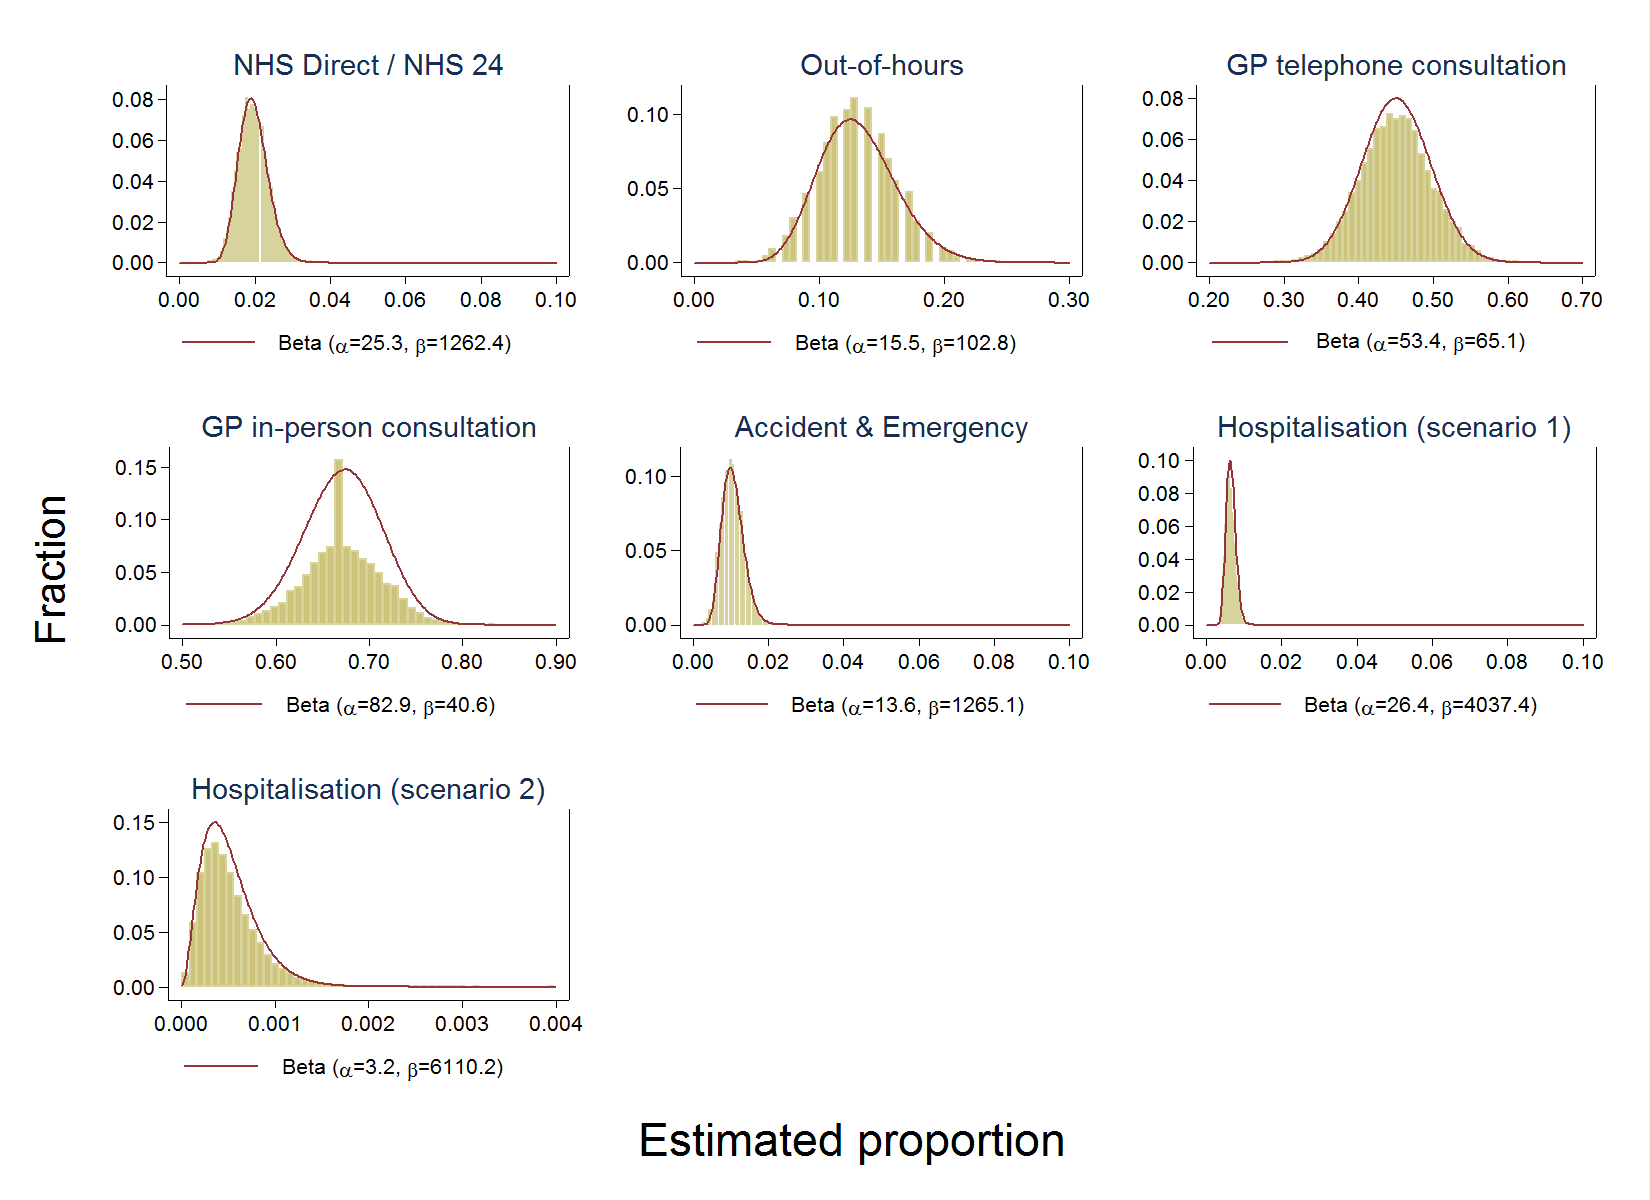 NHS Direct / NHS 24
0.08
0.06
0.04
0.02
0.00
0.00 0.02 0.04 0.06 0.08 0.10
Beta (α=25.3, β=1262.4)
Out-of-hours
0.10
0.05
0.00
0.00 0.10 0.20 0.30
Beta (α=15.5, β=102.8)
GP telephone consultation
0.08
0.06
0.04
0.02
0.00
0.20 0.30 0.40 0.50 0.60 0.70
Beta (α=53.4, β=65.1)
Fraction
GP in-person consultation
0.15
0.10
0.05
0.00
0.50 0.60 0.70 0.80 0.90
Beta (α=82.9, β=40.6)
Accident & Emergency
0.10
0.05
0.00
0.00 0.02 0.04 0.06 0.08 0.10
Beta (α=13.6, β=1265.1)
Hospitalisation (scenario 1)
0.10
0.08
0.06
0.04
0.02
0.00
0.00 0.02 0.04 0.06 0.08 0.10
Beta (α=26.4, β=4037.4)
Hospitalisation (scenario 2)
0.15
0.10
0.05
0.00
0.000 0.001 0.002 0.003 0.004
Beta (α=3.2, β=6110.2)
Estimated proportion